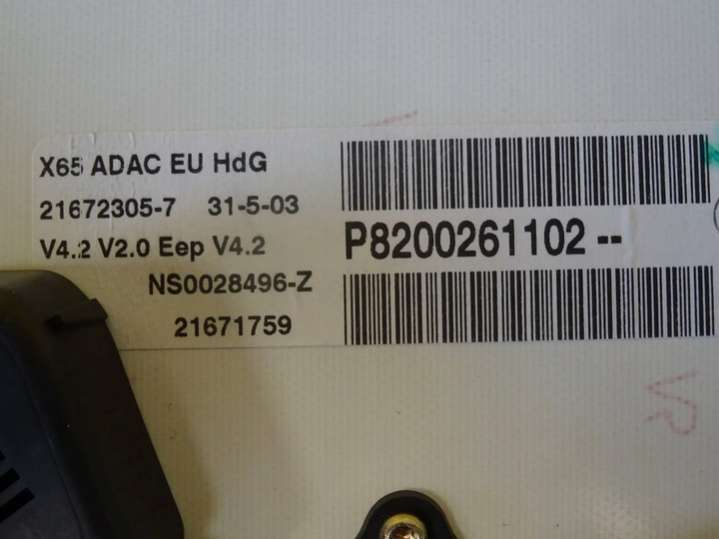 X65 ADAC EU HdG
21672305-7 31-5-03
V4.2 V2.0 Eep V4.2
NS0028496-Z
21671759
P8200261102 --
VR